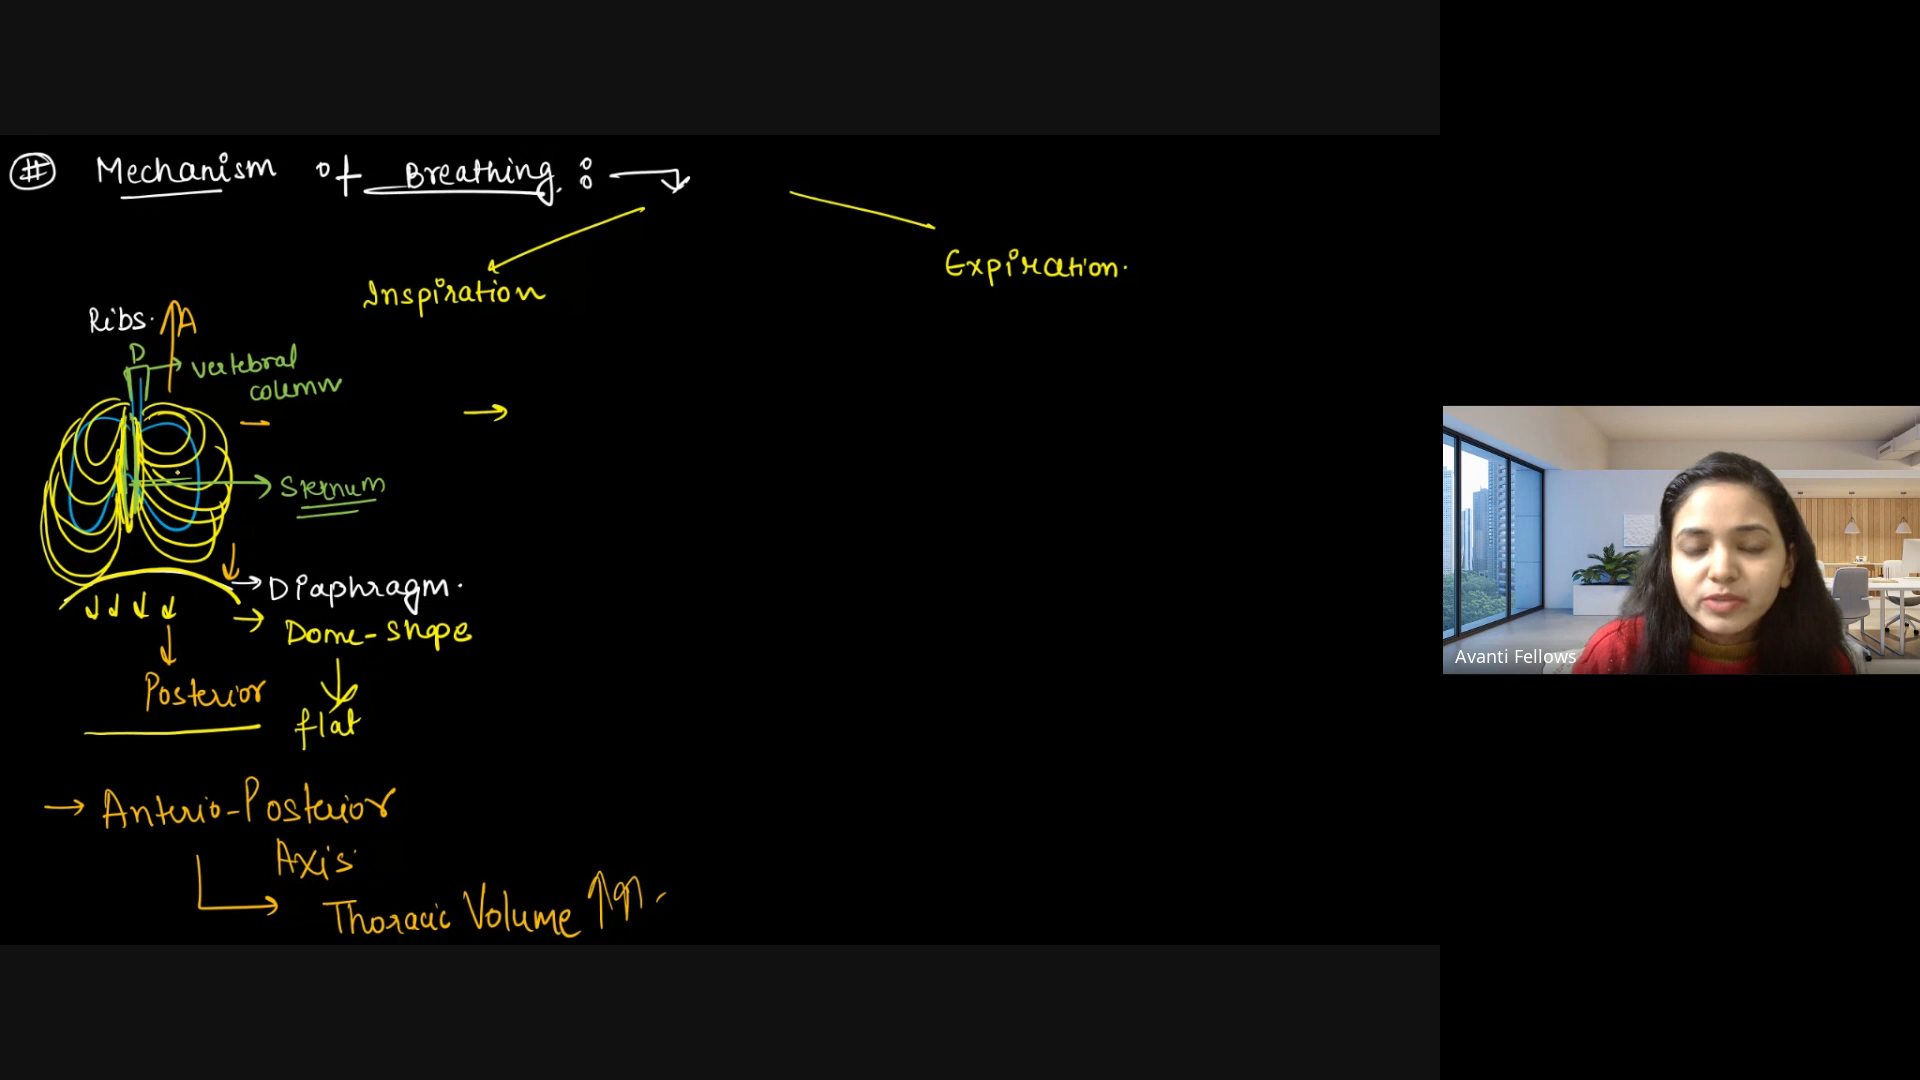 # Mechanism of Breathing :
Inspiration
Expiration.
Ribs. A
D
vertebral
column
Sternum
Diaphragm.
Dome-shape
Posterior
flat
Anterio-Posterior
Axis
Thoracic Volume
Avanti Fellows